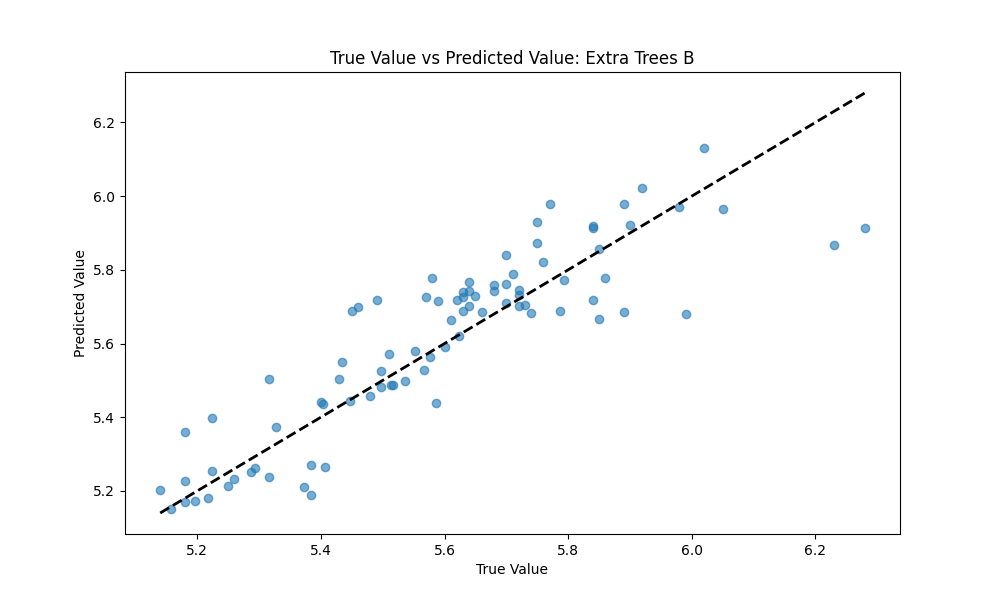 True Value vs Predicted Value: Extra Trees B
6.2
6.0
5.8
5.6
5.4
5.2
Predicted Value
5.2 5.4 5.6 5.8 6.0 6.2
True Value